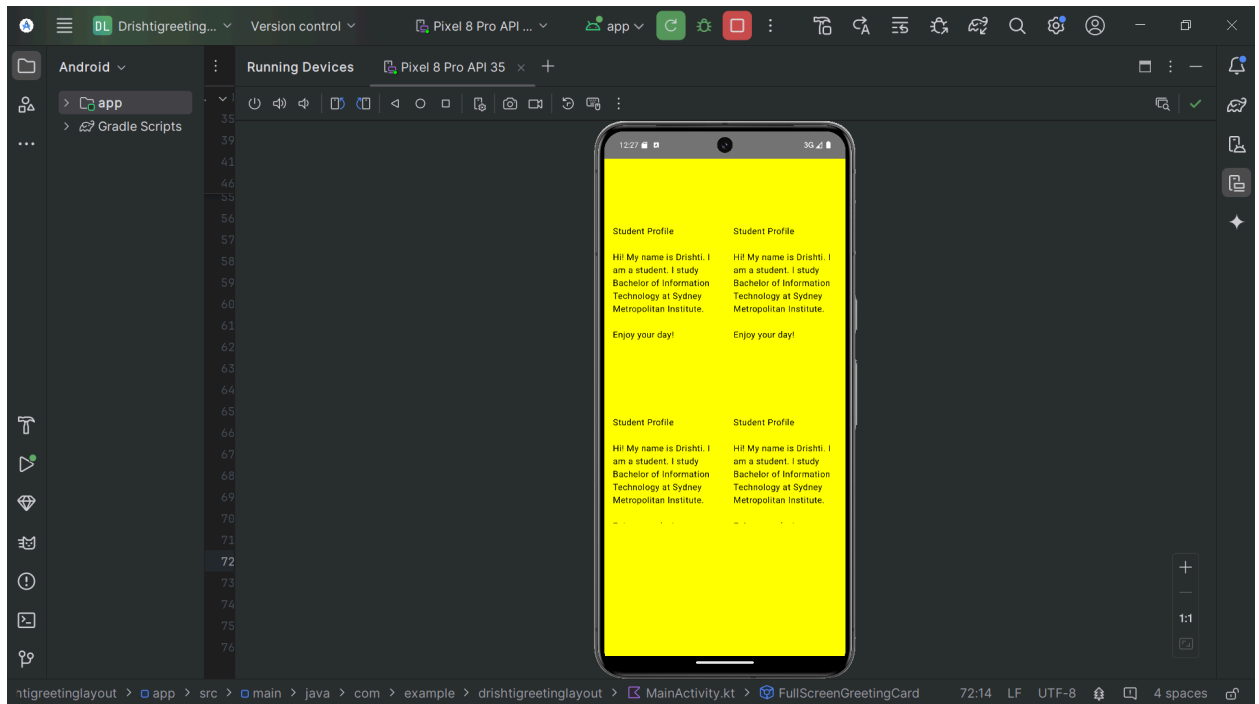 DL Drishtigreeting... Version control Pixel 8 Pro API ... app
Android Running Devices Pixel 8 Pro API 35
app
Gradle Scripts
35
39
41
46
55
56
57
58
59
60
61
62
63
64
65
66
67
68
69
70
71
72
73
74
75
76
12:27 3G
Student Profile
Hi! My name is Drishti. I
am a student. I study
Bachelor of Information
Technology at Sydney
Metropolitan Institute.
Enjoy your day!
Student Profile
Hi! My name is Drishti. I
am a student. I study
Bachelor of Information
Technology at Sydney
Metropolitan Institute.
Enjoy your day!
Student Profile
Hi! My name is Drishti. I
am a student. I study
Bachelor of Information
Technology at Sydney
Metropolitan Institute.
Student Profile
Hi! My name is Drishti. I
am a student. I study
Bachelor of Information
Technology at Sydney
Metropolitan Institute.
1:1
ntigreetinglayout > app > src > main > java > com > example > drishtigreetinglayout > MainActivity.kt > FullScreenGreetingCard 72:14 LF UTF-8 4 spaces